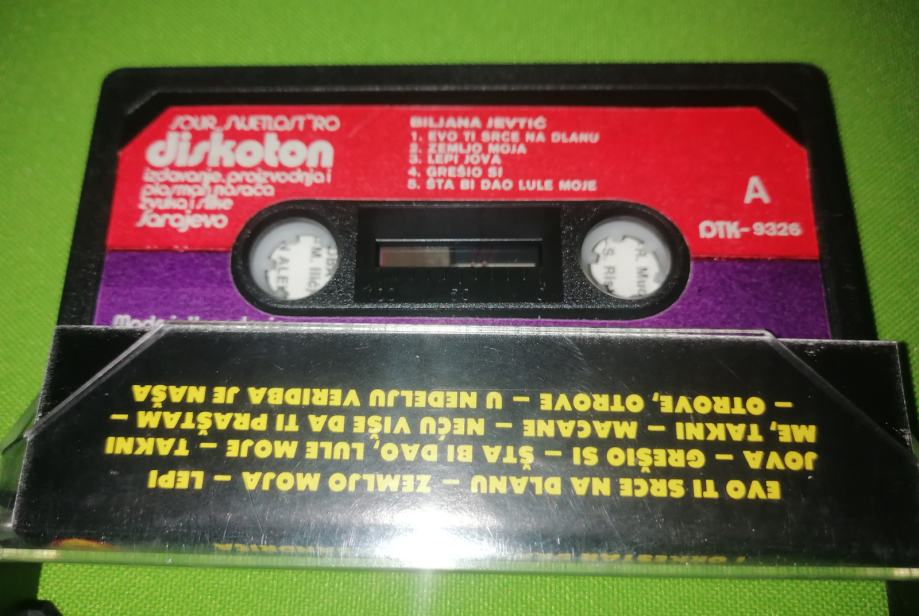 SOUR "SVJETLOST" RO
diskoton
izdavanje, proizvodnja i
plasman nosača
zvuka i slike
sarajevo
BILJANA JEVTIĆ
1. EVO TI SRCE NA DLANU
2. ZEMLJO MOJA
3. LEPI JOVA
4. GREŠIO SI
5. ŠTA BI DAO LULE MOJE
A
DTK-9326
M. Ilić
EVO TI SRCE NA DLANU – ZEMLJO MOJA – LEPI
JOVA – GREŠIO SI – ŠTA BI DAO, LULE MOJE – TAKNI
ME, TAKNI – MACANE – NEĆU VIŠE DA TI PRAŠTAM –
– OTROVE, OTROVE – U NEDELJU VERIDBA JE NAŠA